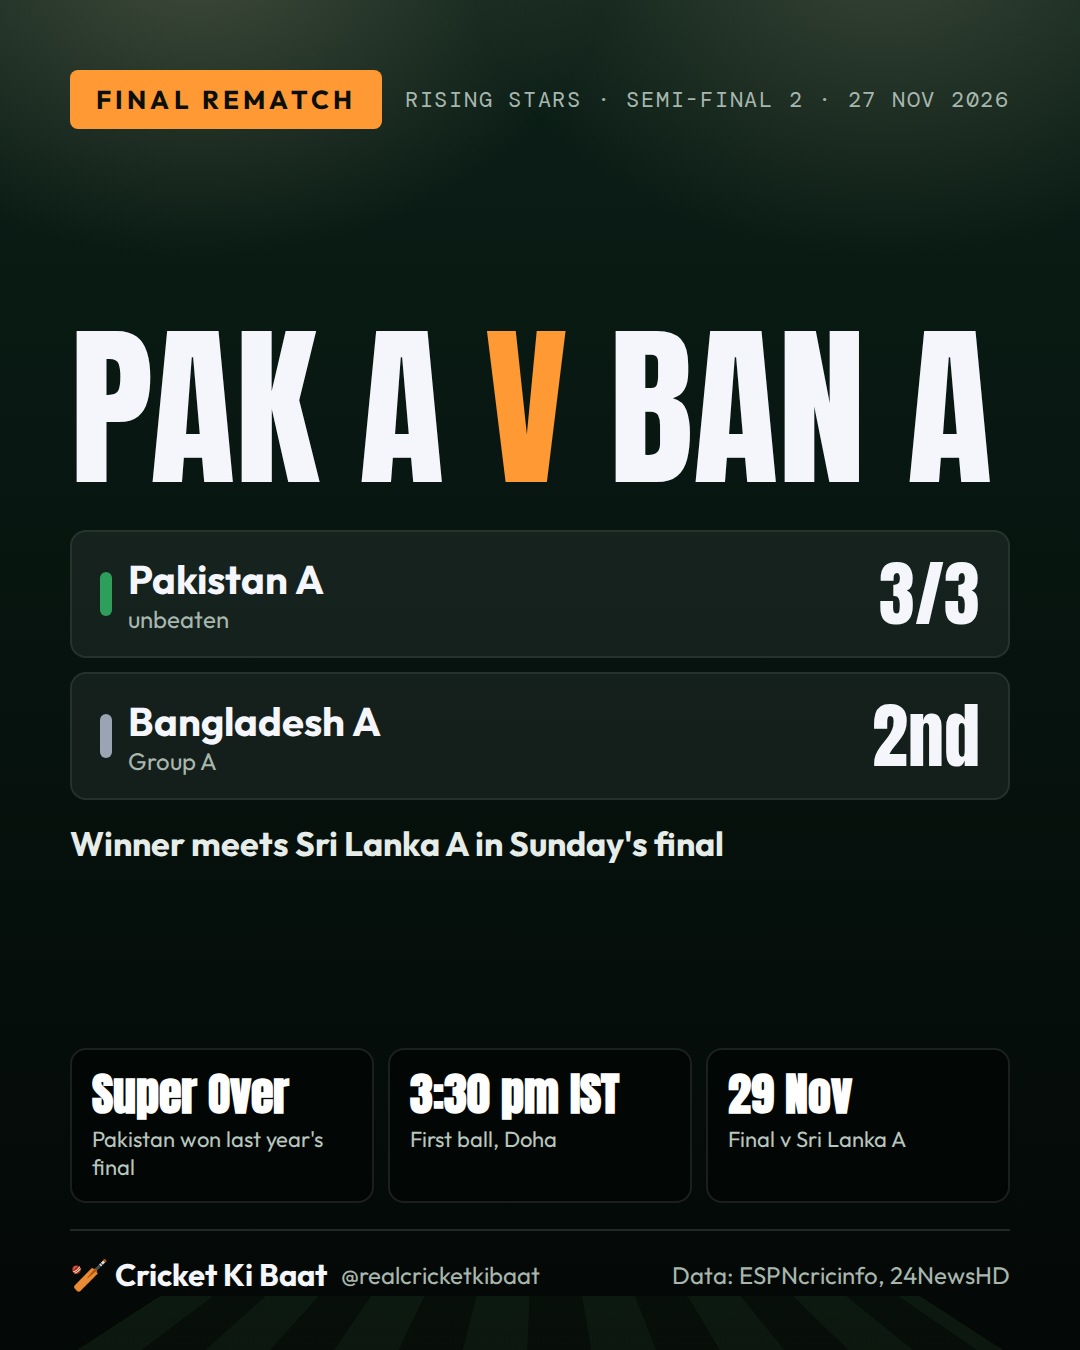 FINAL REMATCH
RISING STARS · SEMI-FINAL 2 · 27 NOV 2026
PAK A V BAN A
Pakistan A
unbeaten
3/3
Bangladesh A
Group A
2nd
Winner meets Sri Lanka A in Sunday's final
Super Over
Pakistan won last year's
final
3:30 pm IST
First ball, Doha
29 Nov
Final v Sri Lanka A
Cricket Ki Baat @realcricketkibaat
Data: ESPNcricinfo, 24NewsHD